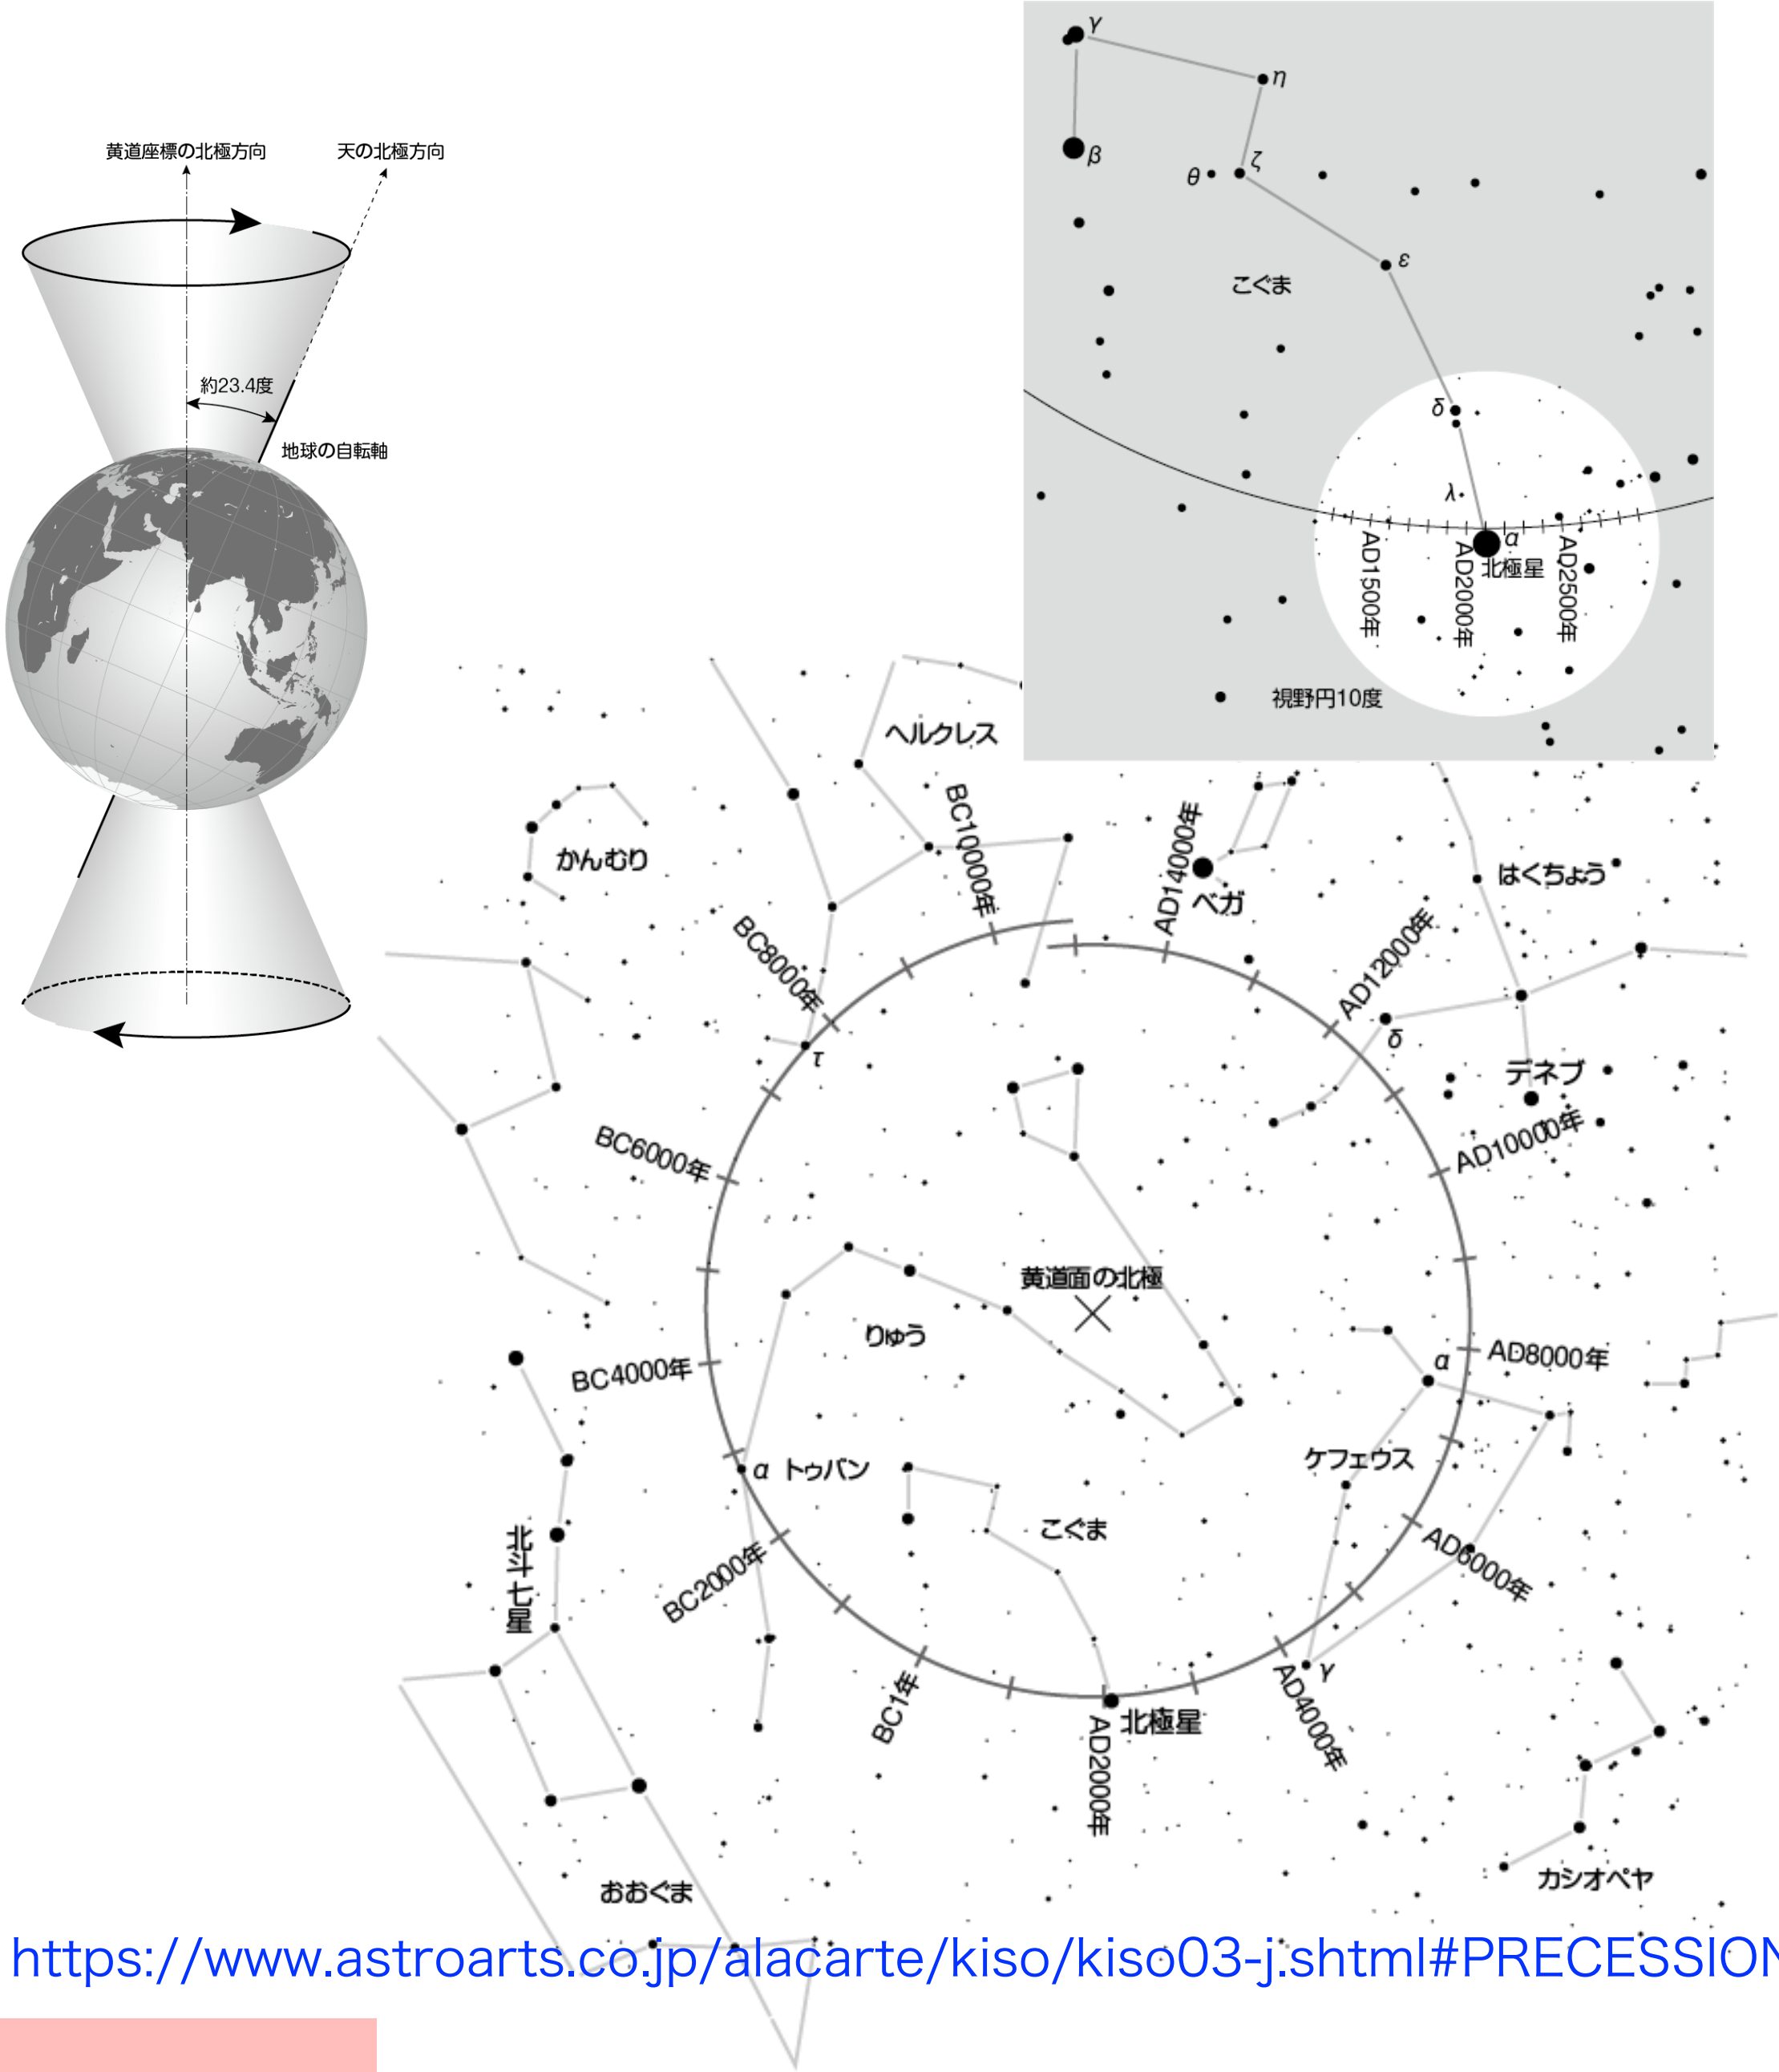 黄道座標の北極方向
天の北極方向
約23.4度
地球の自転軸
γ
η
β
θ
ζ
ε
こぐま
δ
λ
α
北極星
AD1500年
AD2000年
AD2500年
視野円10度
ヘルクレス
かんむり
BC10000年
AD14000年
ベガ
はくちょう
BC8000年
AD12000年
τ
δ
デネブ
BC6000年
AD10000年
黄道面の北極
りゅう
BC4000年
α
AD8000年
α トゥバン
ケフェウス
こぐま
北斗七星
BC2000年
AD6000年
BC1年
AD2000年
北極星
AD4000年
γ
おおぐま
カシオペヤ
https://www.astroarts.co.jp/alacarte/kiso/kiso03-j.shtml#PRECESSION